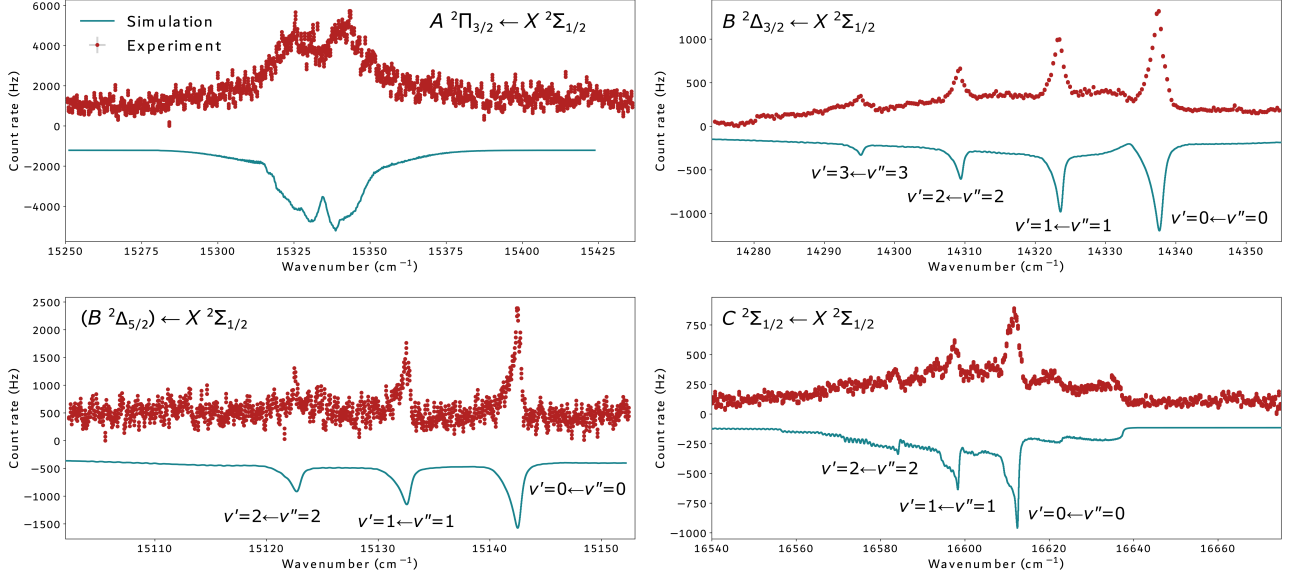 Simulation
Experiment
A ²Π₃/₂ ← X ²Σ₁/₂
Count rate (Hz)
6000
4000
2000
0
−2000
−4000
15250
15275
15300
15325
15350
15375
15400
15425
Wavenumber (cm⁻¹)
B ²Δ₃/₂ ← X ²Σ₁/₂
Count rate (Hz)
1000
500
0
−500
−1000
v'=3←v''=3
v'=2←v''=2
v'=1←v''=1
v'=0←v''=0
14280
14290
14300
14310
14320
14330
14340
14350
Wavenumber (cm⁻¹)
(B ²Δ₅/₂) ← X ²Σ₁/₂
Count rate (Hz)
2500
2000
1500
1000
500
0
−500
−1000
−1500
v'=0←v''=0
v'=2←v''=2
v'=1←v''=1
15110
15120
15130
15140
15150
Wavenumber (cm⁻¹)
C ²Σ₁/₂ ← X ²Σ₁/₂
Count rate (Hz)
750
500
250
0
−250
−500
−750
−1000
v'=2←v''=2
v'=1←v''=1
v'=0←v''=0
16540
16560
16580
16600
16620
16640
16660
Wavenumber (cm⁻¹)